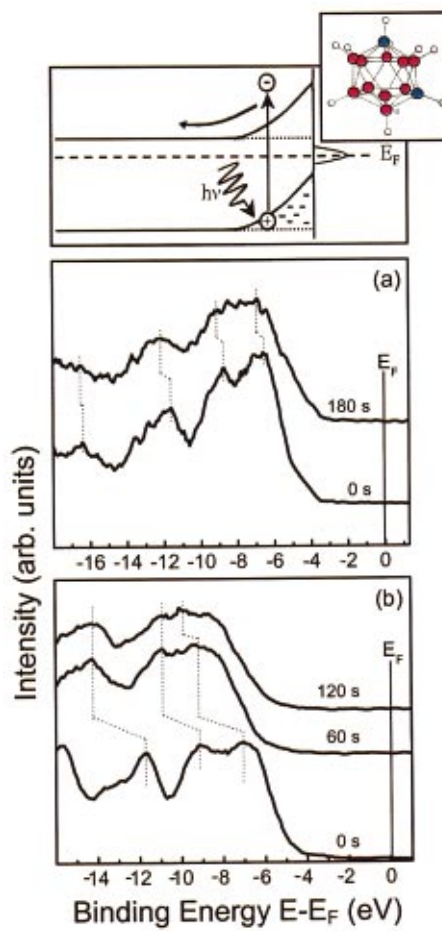 E_F
hν
(a)
E_F
180 s
0 s
-16 -14 -12 -10 -8 -6 -4 -2 0
Intensity (arb. units)
(b)
E_F
120 s
60 s
0 s
-14 -12 -10 -8 -6 -4 -2 0
Binding Energy E-E_F (eV)